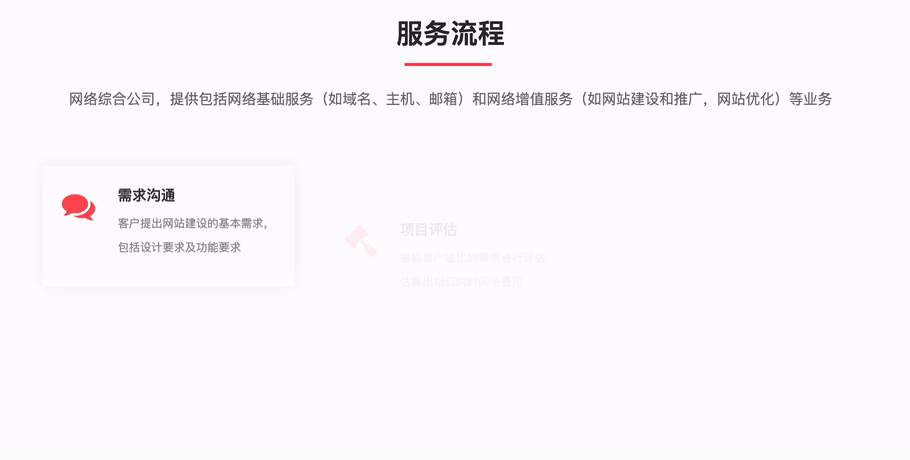 服务流程
网络综合公司，提供包括网络基础服务（如域名、主机、邮箱）和网络增值服务（如网站建设和推广，网站优化）等业务
需求沟通
客户提出网站建设的基本需求，
包括设计要求及功能要求
项目评估
根据客户提出的需求进行评估，
估算出相应的时间与费用